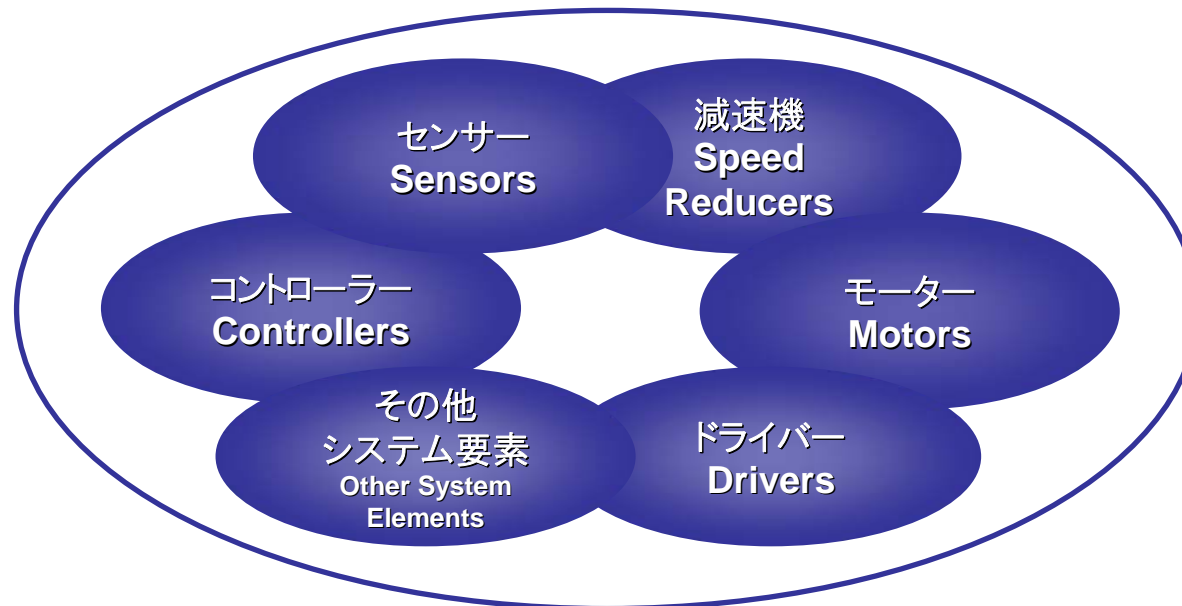 センサー
Sensors
減速機
Speed
Reducers
コントローラー
Controllers
モーター
Motors
その他
システム要素
Other System
Elements
ドライバー
Drivers